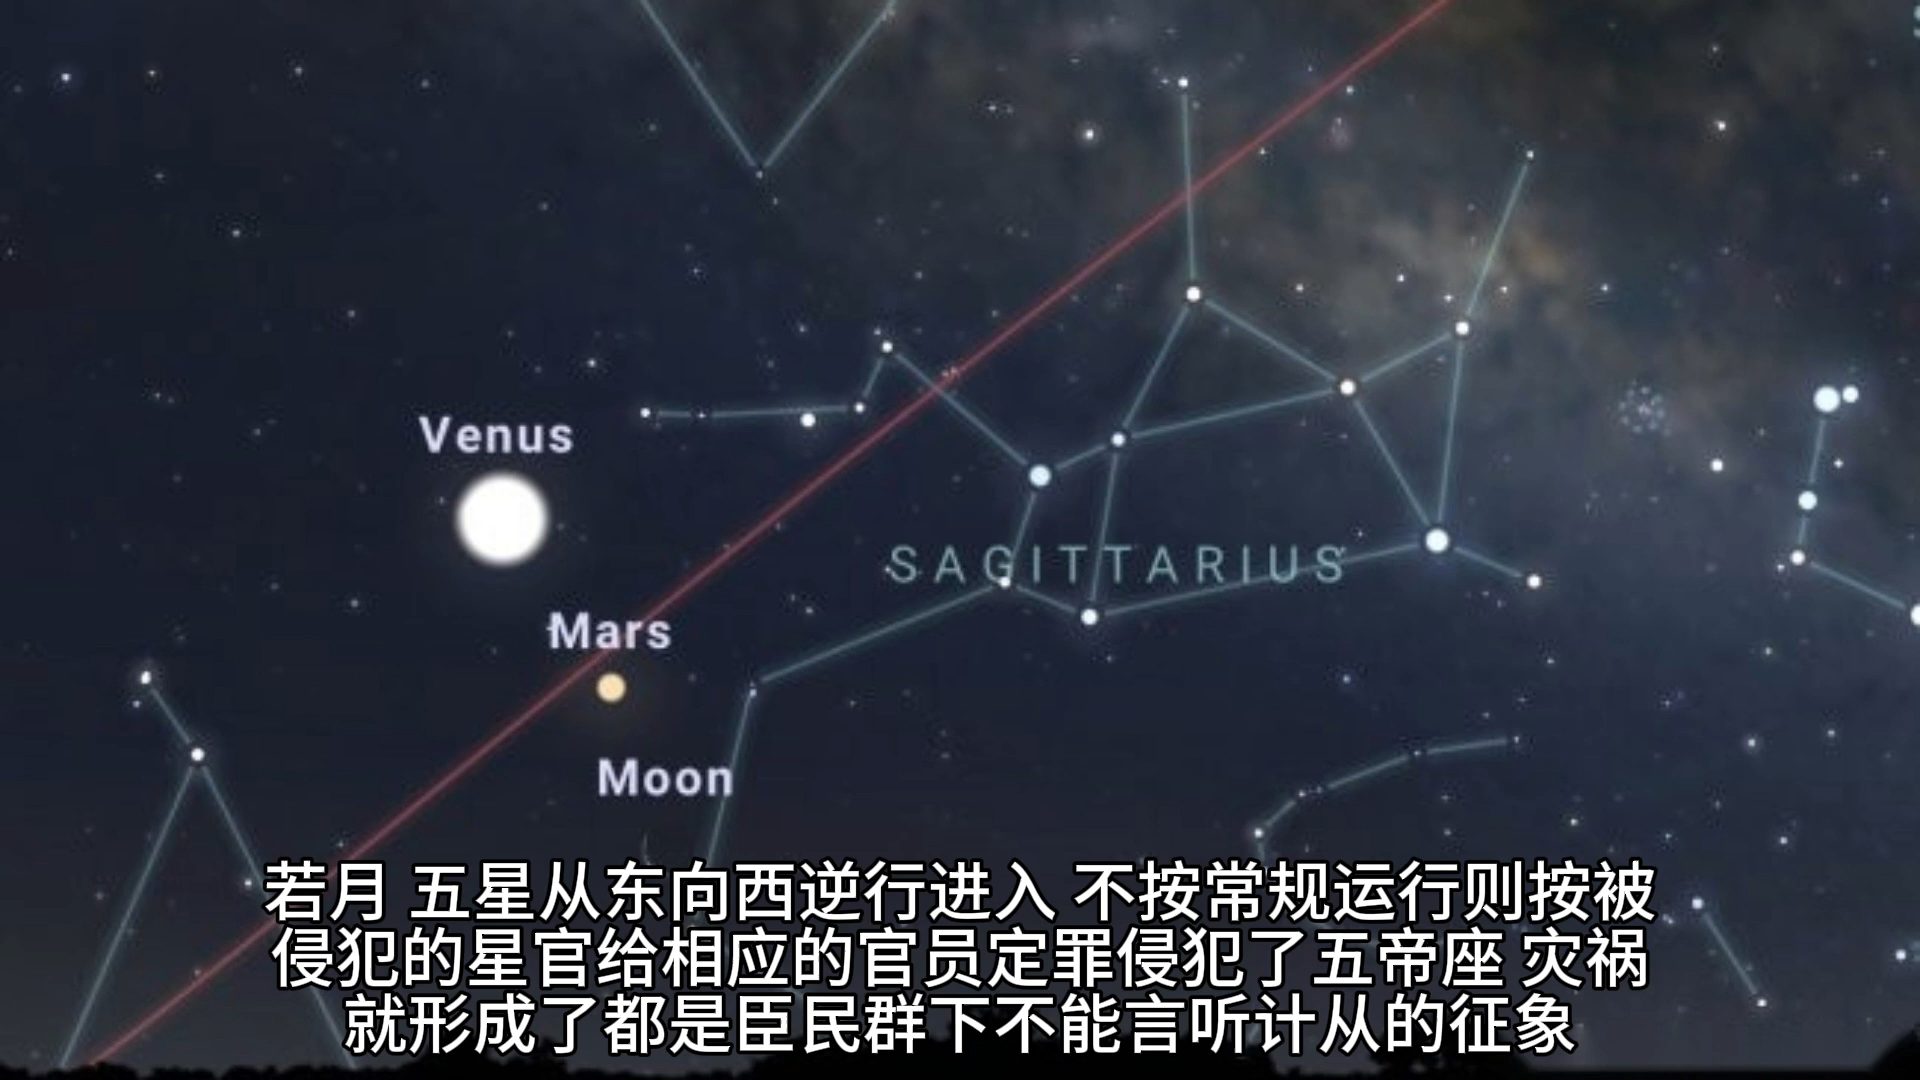 Venus
SAGITTARIUS
Mars
Moon
若月 五星从东向西逆行进入 不按常规运行则按被
侵犯的星官给相应的官员定罪侵犯了五帝座 灾祸
就形成了都是臣民群下不能言听计从的征象